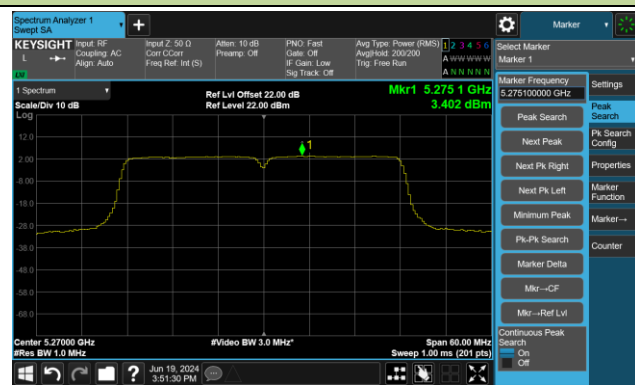 Spectrum Analyzer 1
Swept SA
+
Marker
KEYSIGHT
L
LW
Input: RF
Coupling: AC
Align: Auto
Input Z: 50 Ω
Corr CCorr
Freq Ref: Int (S)
Atten: 10 dB
Preamp: Off
PNO: Fast
Gate: Off
IF Gain: Low
Sig Track: Off
Avg Type: Power (RMS)
Avg|Hold: 200/200
Trig: Free Run
1 2 3 4 5 6
A W W W W W
A N N N N N
Select Marker
Marker 1
1 Spectrum
Scale/Div 10 dB
Log
Ref Lvl Offset 22.00 dB
Ref Level 22.00 dBm
Mkr1 5.275 1 GHz
3.402 dBm
12.0
2.00
-8.00
-18.0
-28.0
-38.0
-48.0
-58.0
-68.0
1
Center 5.27000 GHz
#Res BW 1.0 MHz
#Video BW 3.0 MHz*
Span 60.00 MHz
Sweep 1.00 ms (201 pts)
Marker Frequency
5.275100000 GHz
Peak Search
Next Peak
Next Pk Right
Next Pk Left
Minimum Peak
Pk-Pk Search
Marker Delta
Mkr→CF
Mkr→Ref Lvl
Continuous Peak
Search
On
Off
Settings
Peak
Search
Pk Search
Config
Properties
Marker
Function
Marker→
Counter
?
Jun 19, 2024
3:51:30 PM